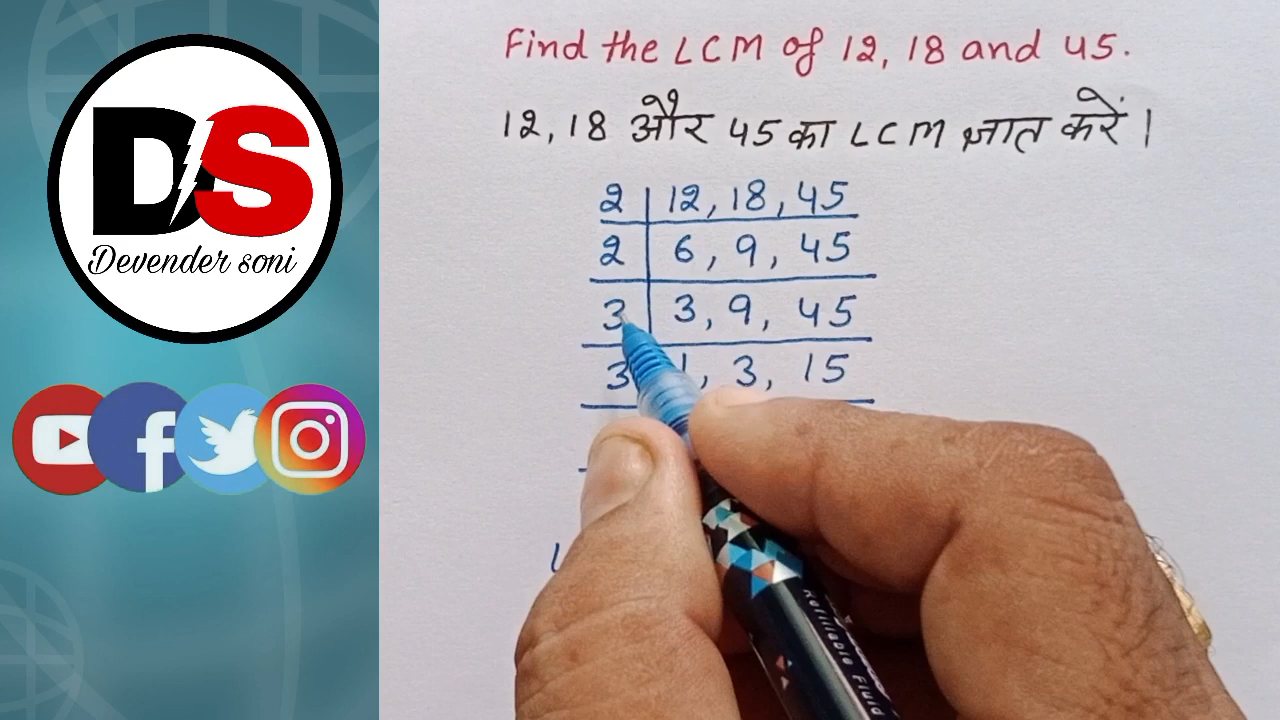 DS
Devender soni
Find the LCM of 12, 18 and 45.
12, 18 और 45 का LCM ज्ञात करें।
2 | 12, 18, 45
2 | 6, 9, 45
3 | 3, 9, 45
3 1, 3, 15